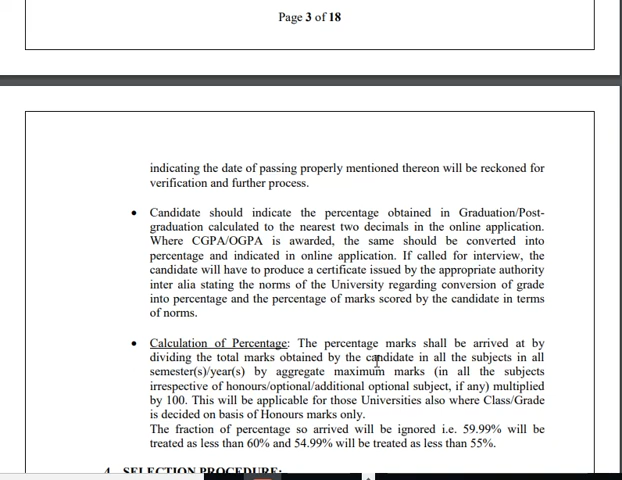 Page 3 of 18
indicating the date of passing properly mentioned thereon will be reckoned for
verification and further process.
• Candidate should indicate the percentage obtained in Graduation/Post-
graduation calculated to the nearest two decimals in the online application.
Where CGPA/OGPA is awarded, the same should be converted into
percentage and indicated in online application. If called for interview, the
candidate will have to produce a certificate issued by the appropriate authority
inter alia stating the norms of the University regarding conversion of grade
into percentage and the percentage of marks scored by the candidate in terms
of norms.
• Calculation of Percentage: The percentage marks shall be arrived at by
dividing the total marks obtained by the candidate in all the subjects in all
semester(s)/year(s) by aggregate maximum marks (in all the subjects
irrespective of honours/optional/additional optional subject, if any) multiplied
by 100. This will be applicable for those Universities also where Class/Grade
is decided on basis of Honours marks only.
The fraction of percentage so arrived will be ignored i.e. 59.99% will be
treated as less than 60% and 54.99% will be treated as less than 55%.
4. SELECTION PROCEDURE:-